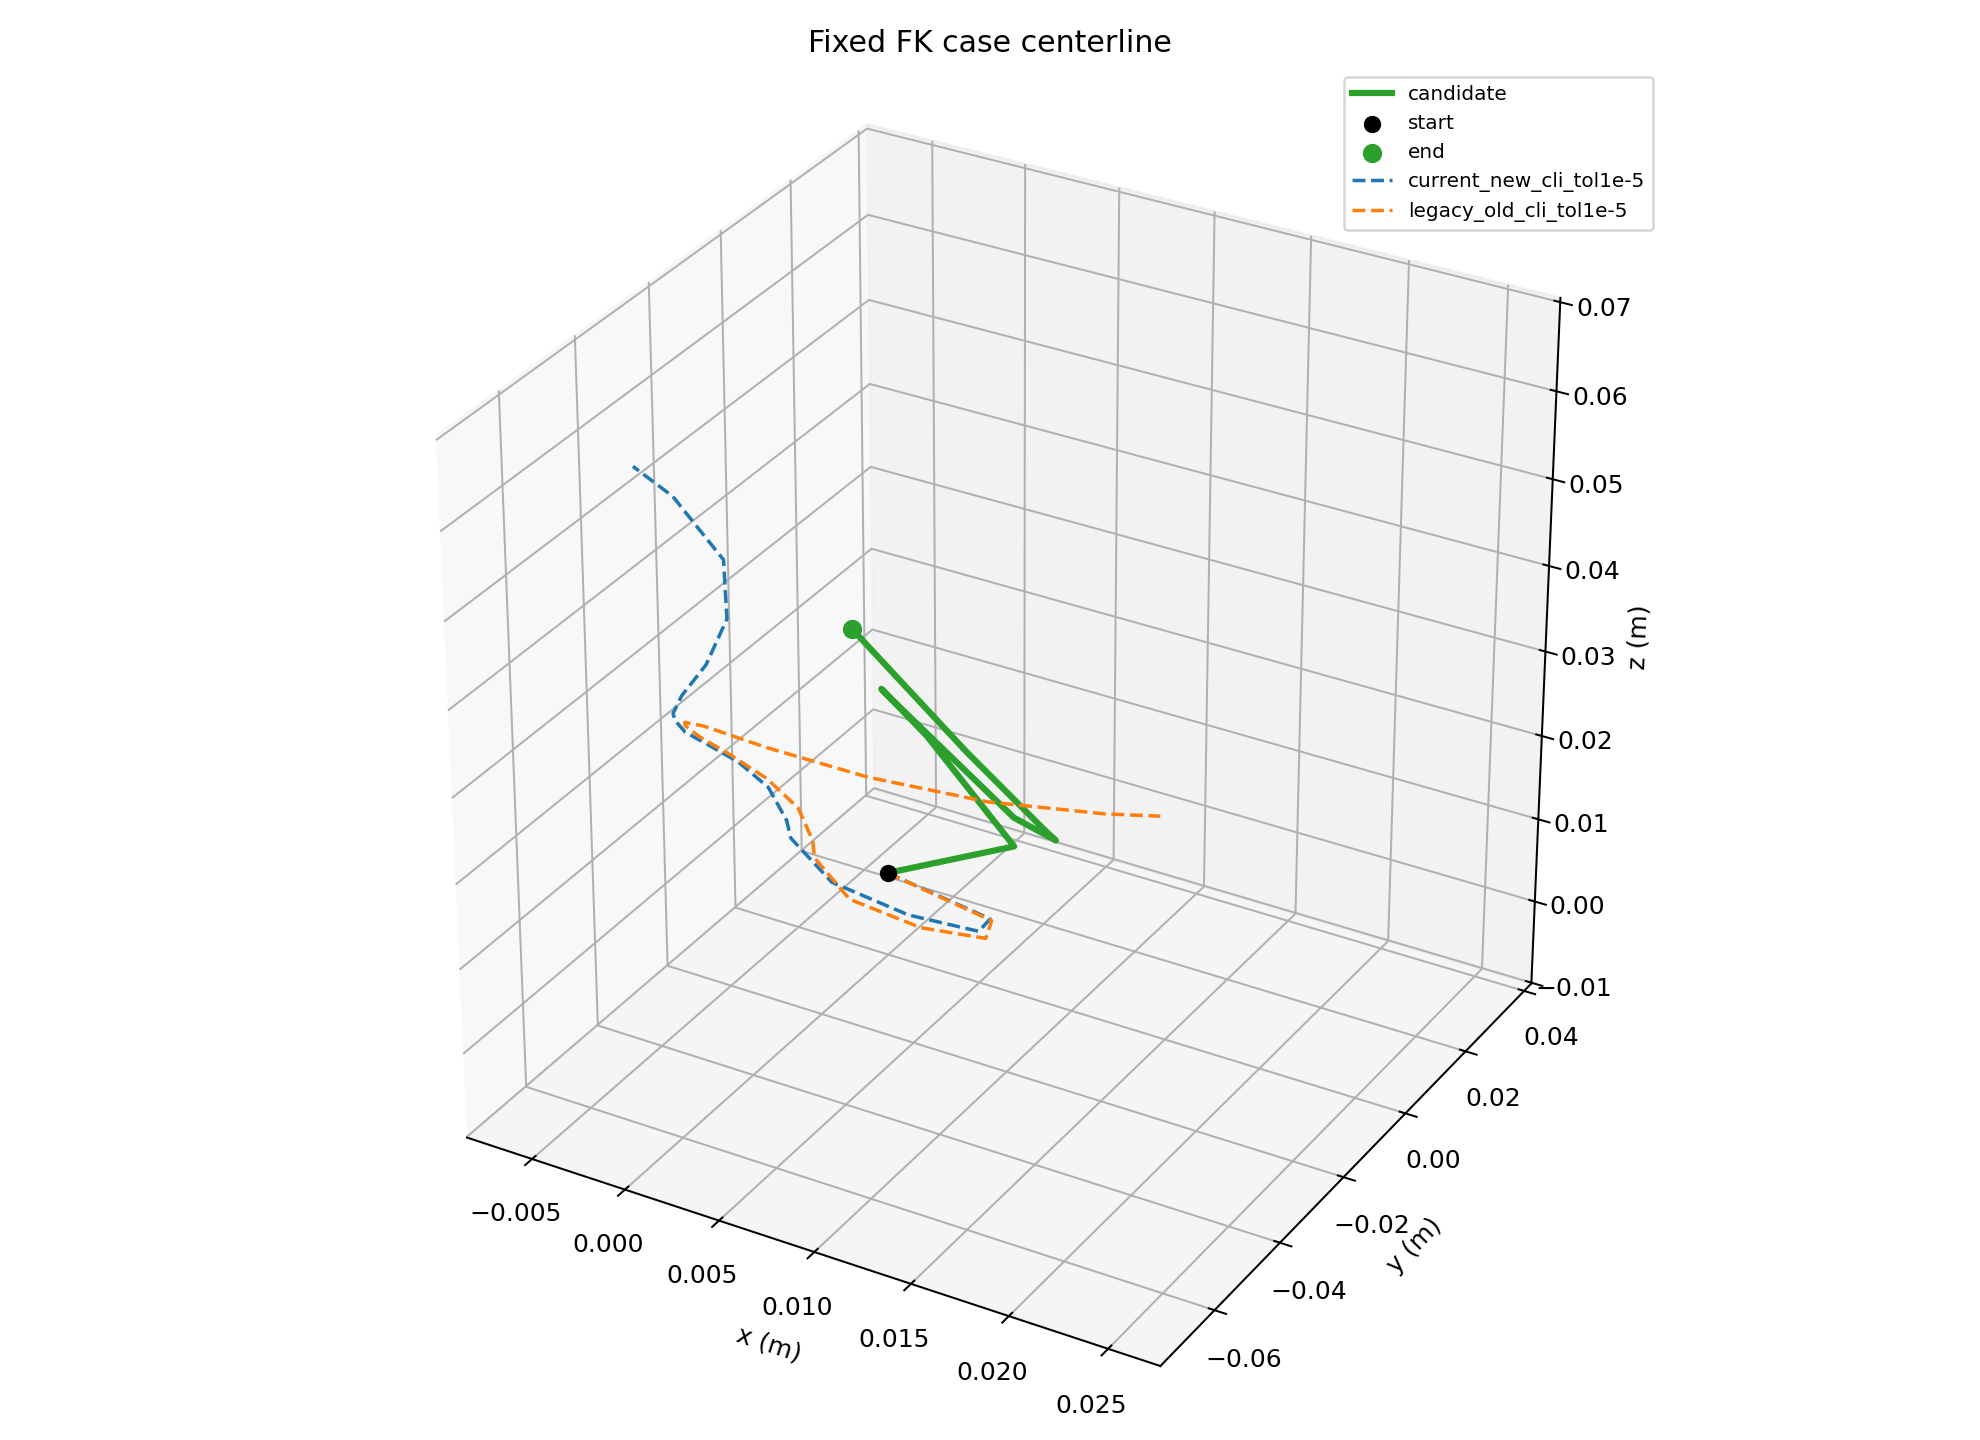 Fixed FK case centerline
candidate
start
end
current_new_cli_tol1e-5
legacy_old_cli_tol1e-5
0.07
0.06
0.05
0.04
0.03
0.02
0.01
0.00
−0.01
z (m)
0.04
0.02
0.00
−0.02
−0.04
−0.06
y (m)
−0.005
0.000
0.005
0.010
0.015
0.020
0.025
x (m)